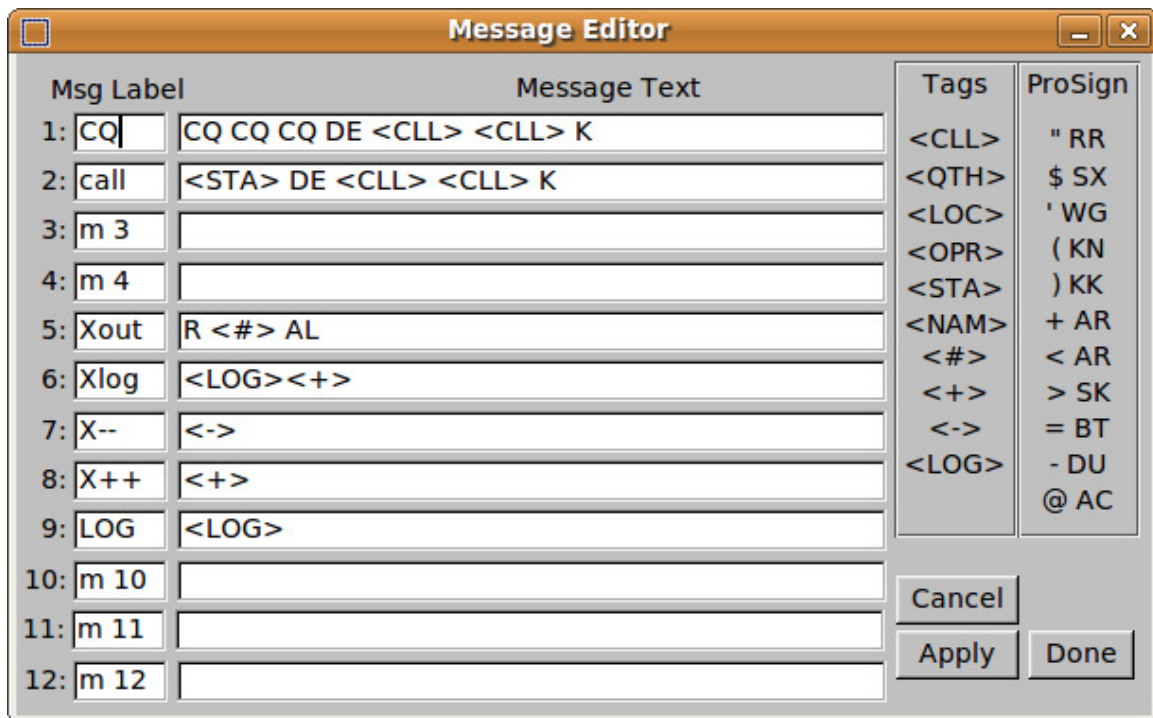 Message Editor
Msg Label Message Text
1: CQ CQ CQ CQ DE <CLL> <CLL> K
2: call <STA> DE <CLL> <CLL> K
3: m 3
4: m 4
5: Xout R <#> AL
6: Xlog <LOG><+>
7: X-- <->
8: X++ <+>
9: LOG <LOG>
10: m 10
11: m 11
12: m 12
Tags
<CLL>
<QTH>
<LOC>
<OPR>
<STA>
<NAM>
<#>
<+>
<->
<LOG>
ProSign
" RR
$ SX
' WG
( KN
) KK
+ AR
< AR
> SK
= BT
- DU
@ AC
Cancel
Apply Done